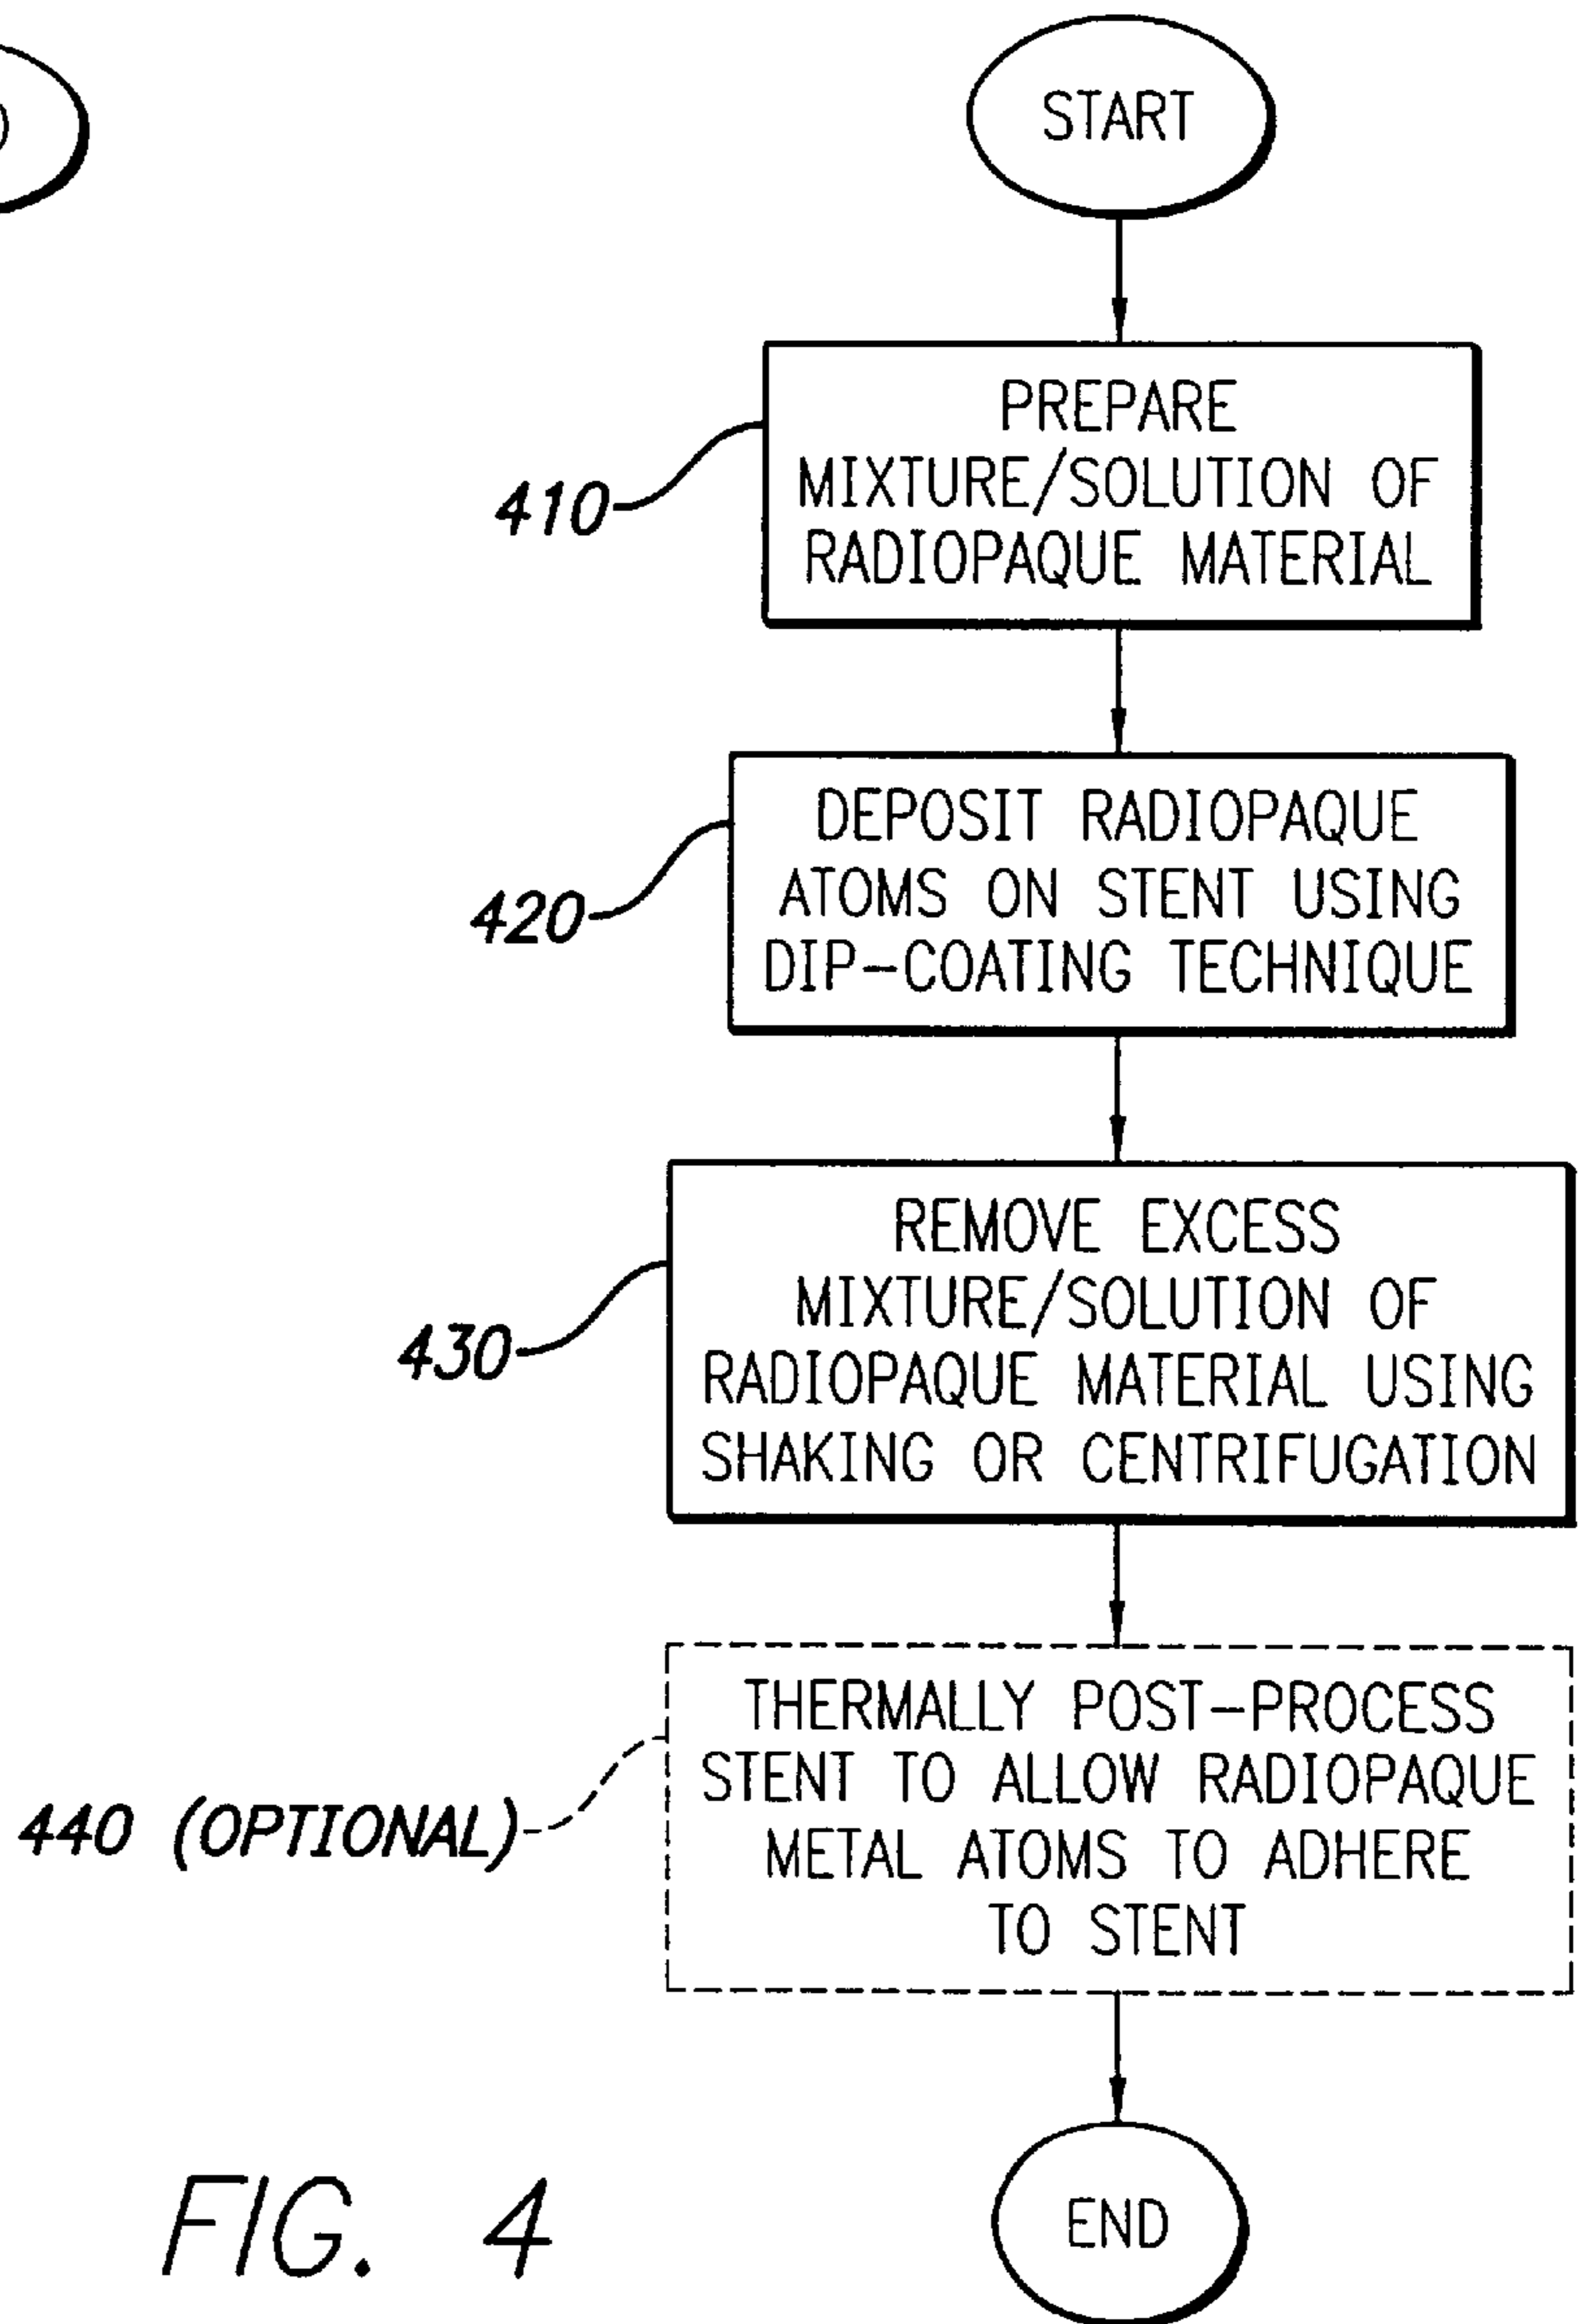 START
PREPARE
MIXTURE/SOLUTION OF
RADIOPAQUE MATERIAL
410
DEPOSIT RADIOPAQUE
ATOMS ON STENT USING
DIP-COATING TECHNIQUE
420
REMOVE EXCESS
MIXTURE/SOLUTION OF
RADIOPAQUE MATERIAL USING
SHAKING OR CENTRIFUGATION
430
THERMALLY POST-PROCESS
STENT TO ALLOW RADIOPAQUE
METAL ATOMS TO ADHERE
TO STENT
440 (OPTIONAL)
END
FIG. 4